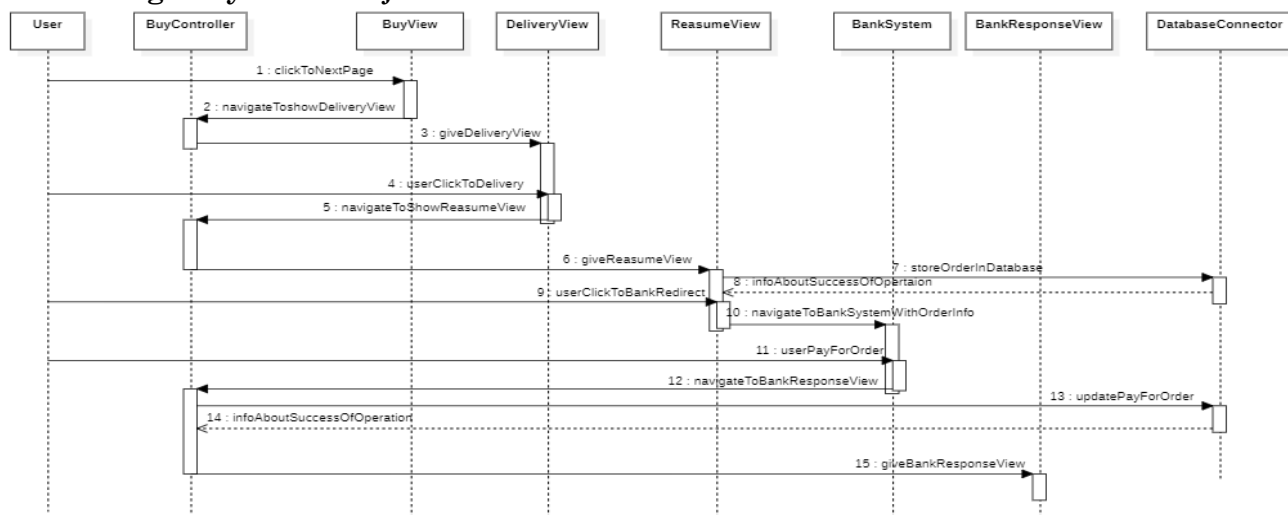 User
BuyController
BuyView
DeliveryView
ReasumeView
BankSystem
BankResponseView
DatabaseConnector
1 : clickToNextPage
2 : navigateToshowDeliveryView
3 : giveDeliveryView
4 : userClickToDelivery
5 : navigateToShowReasumeView
6 : giveReasumeView
7 : storeOrderInDatabase
8 : infoAboutSuccessOfOpertaion
9 : userClickToBankRedirect
10 : navigateToBankSystemWithOrderInfo
11 : userPayForOrder
12 : navigateToBankResponseView
13 : updatePayForOrder
14 : infoAboutSuccessOfOperation
15 : giveBankResponseView